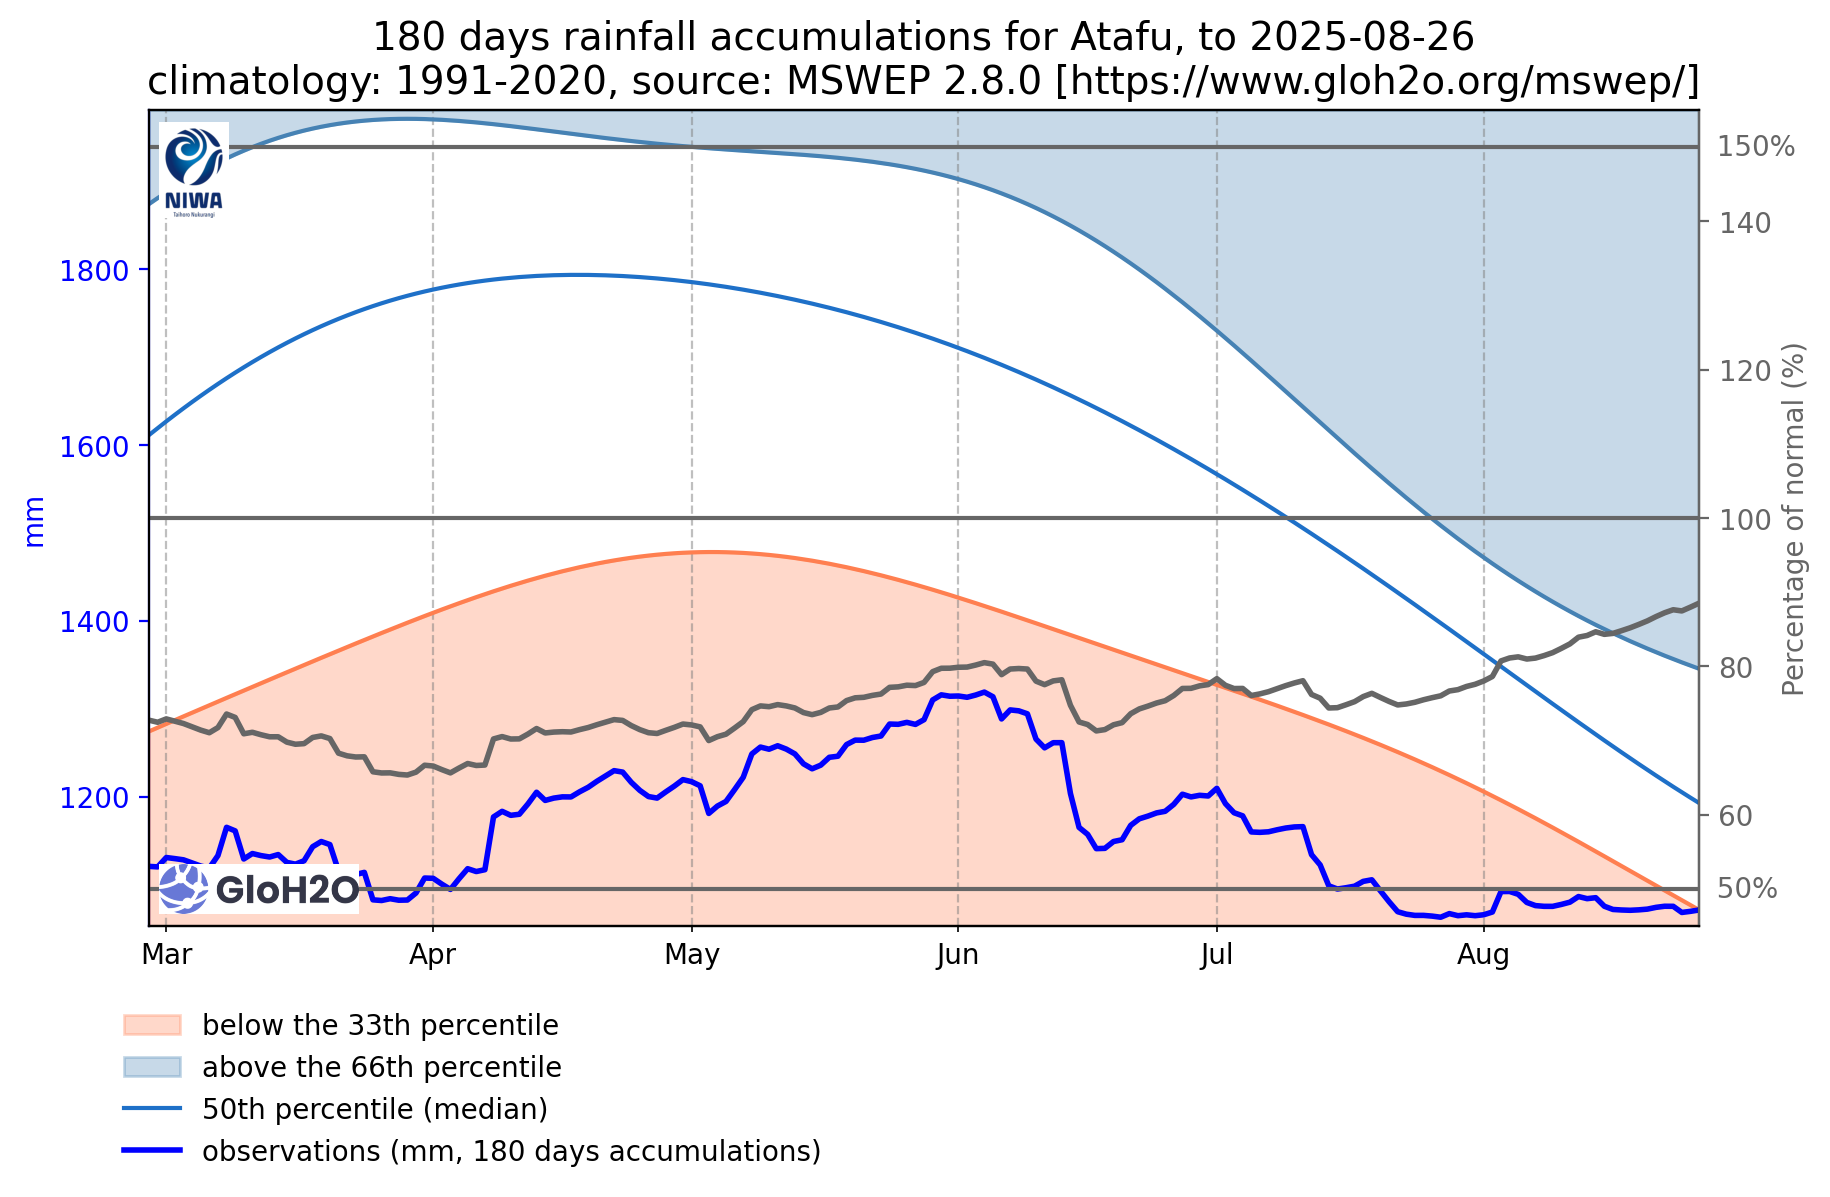 180 days rainfall accumulations for Atafu, to 2025-08-26
climatology: 1991-2020, source: MSWEP 2.8.0 [https://www.gloh2o.org/mswep/]
NIWA
Taihoro Nukurangi
150%
140
1800
120
1600
mm
100
Percentage of normal (%)
1400
80
1200
60
GloH2O
50%
Mar Apr May Jun Jul Aug
below the 33th percentile
above the 66th percentile
50th percentile (median)
observations (mm, 180 days accumulations)